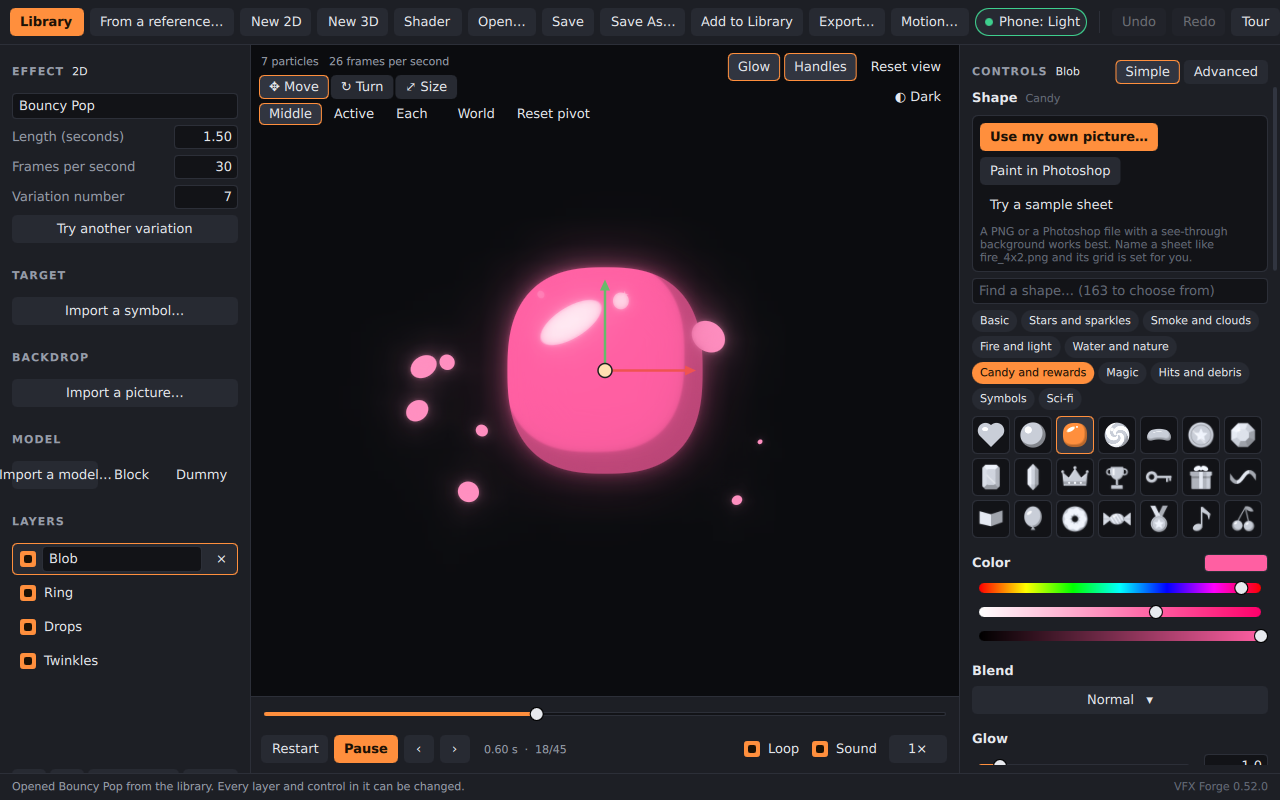 Library From a reference... New 2D New 3D Shader Open... Save Save As... Add to Library Export... Motion... Phone: Light Undo Redo Tour
EFFECT 2D
Bouncy Pop
Length (seconds) 1.50
Frames per second 30
Variation number 7
Try another variation
TARGET
Import a symbol...
BACKDROP
Import a picture...
MODEL
Import a model... Block Dummy
LAYERS
Blob ×
Ring
Drops
Twinkles
7 particles 26 frames per second
Move Turn Size
Middle Active Each World Reset pivot
Glow Handles Reset view
Dark
Restart Pause ‹ › 0.60 s · 18/45 Loop Sound 1×
CONTROLS Blob Simple Advanced
Shape Candy
Use my own picture...
Paint in Photoshop
Try a sample sheet
A PNG or a Photoshop file with a see-through
background works best. Name a sheet like
fire_4x2.png and its grid is set for you.
Find a shape... (163 to choose from)
Basic Stars and sparkles Smoke and clouds
Fire and light Water and nature
Candy and rewards Magic Hits and debris
Symbols Sci-fi
Color
Blend
Normal
Glow
1.0
Opened Bouncy Pop from the library. Every layer and control in it can be changed.
VFX Forge 0.52.0